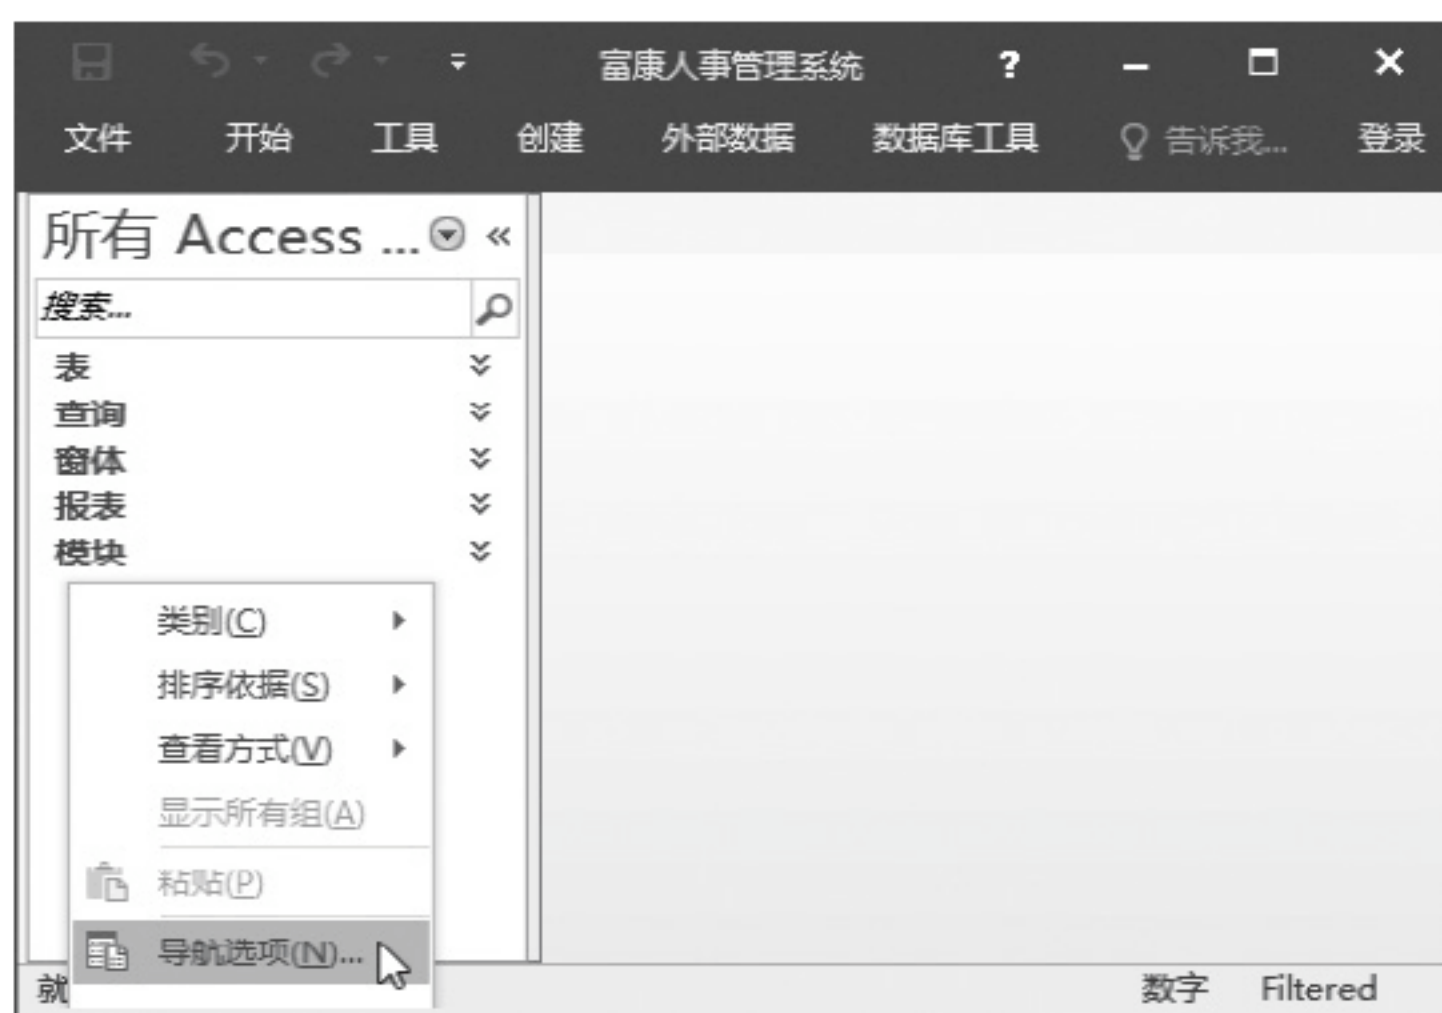 富康人事管理系统 ?
文件 开始 工具 创建 外部数据 数据库工具 告诉我... 登录
所有 Access ... «
搜索...
表
查询
窗体
报表
模块
类别(C)
排序依据(S)
查看方式(V)
显示所有组(A)
粘贴(P)
导航选项(N)...
就 数字 Filtered